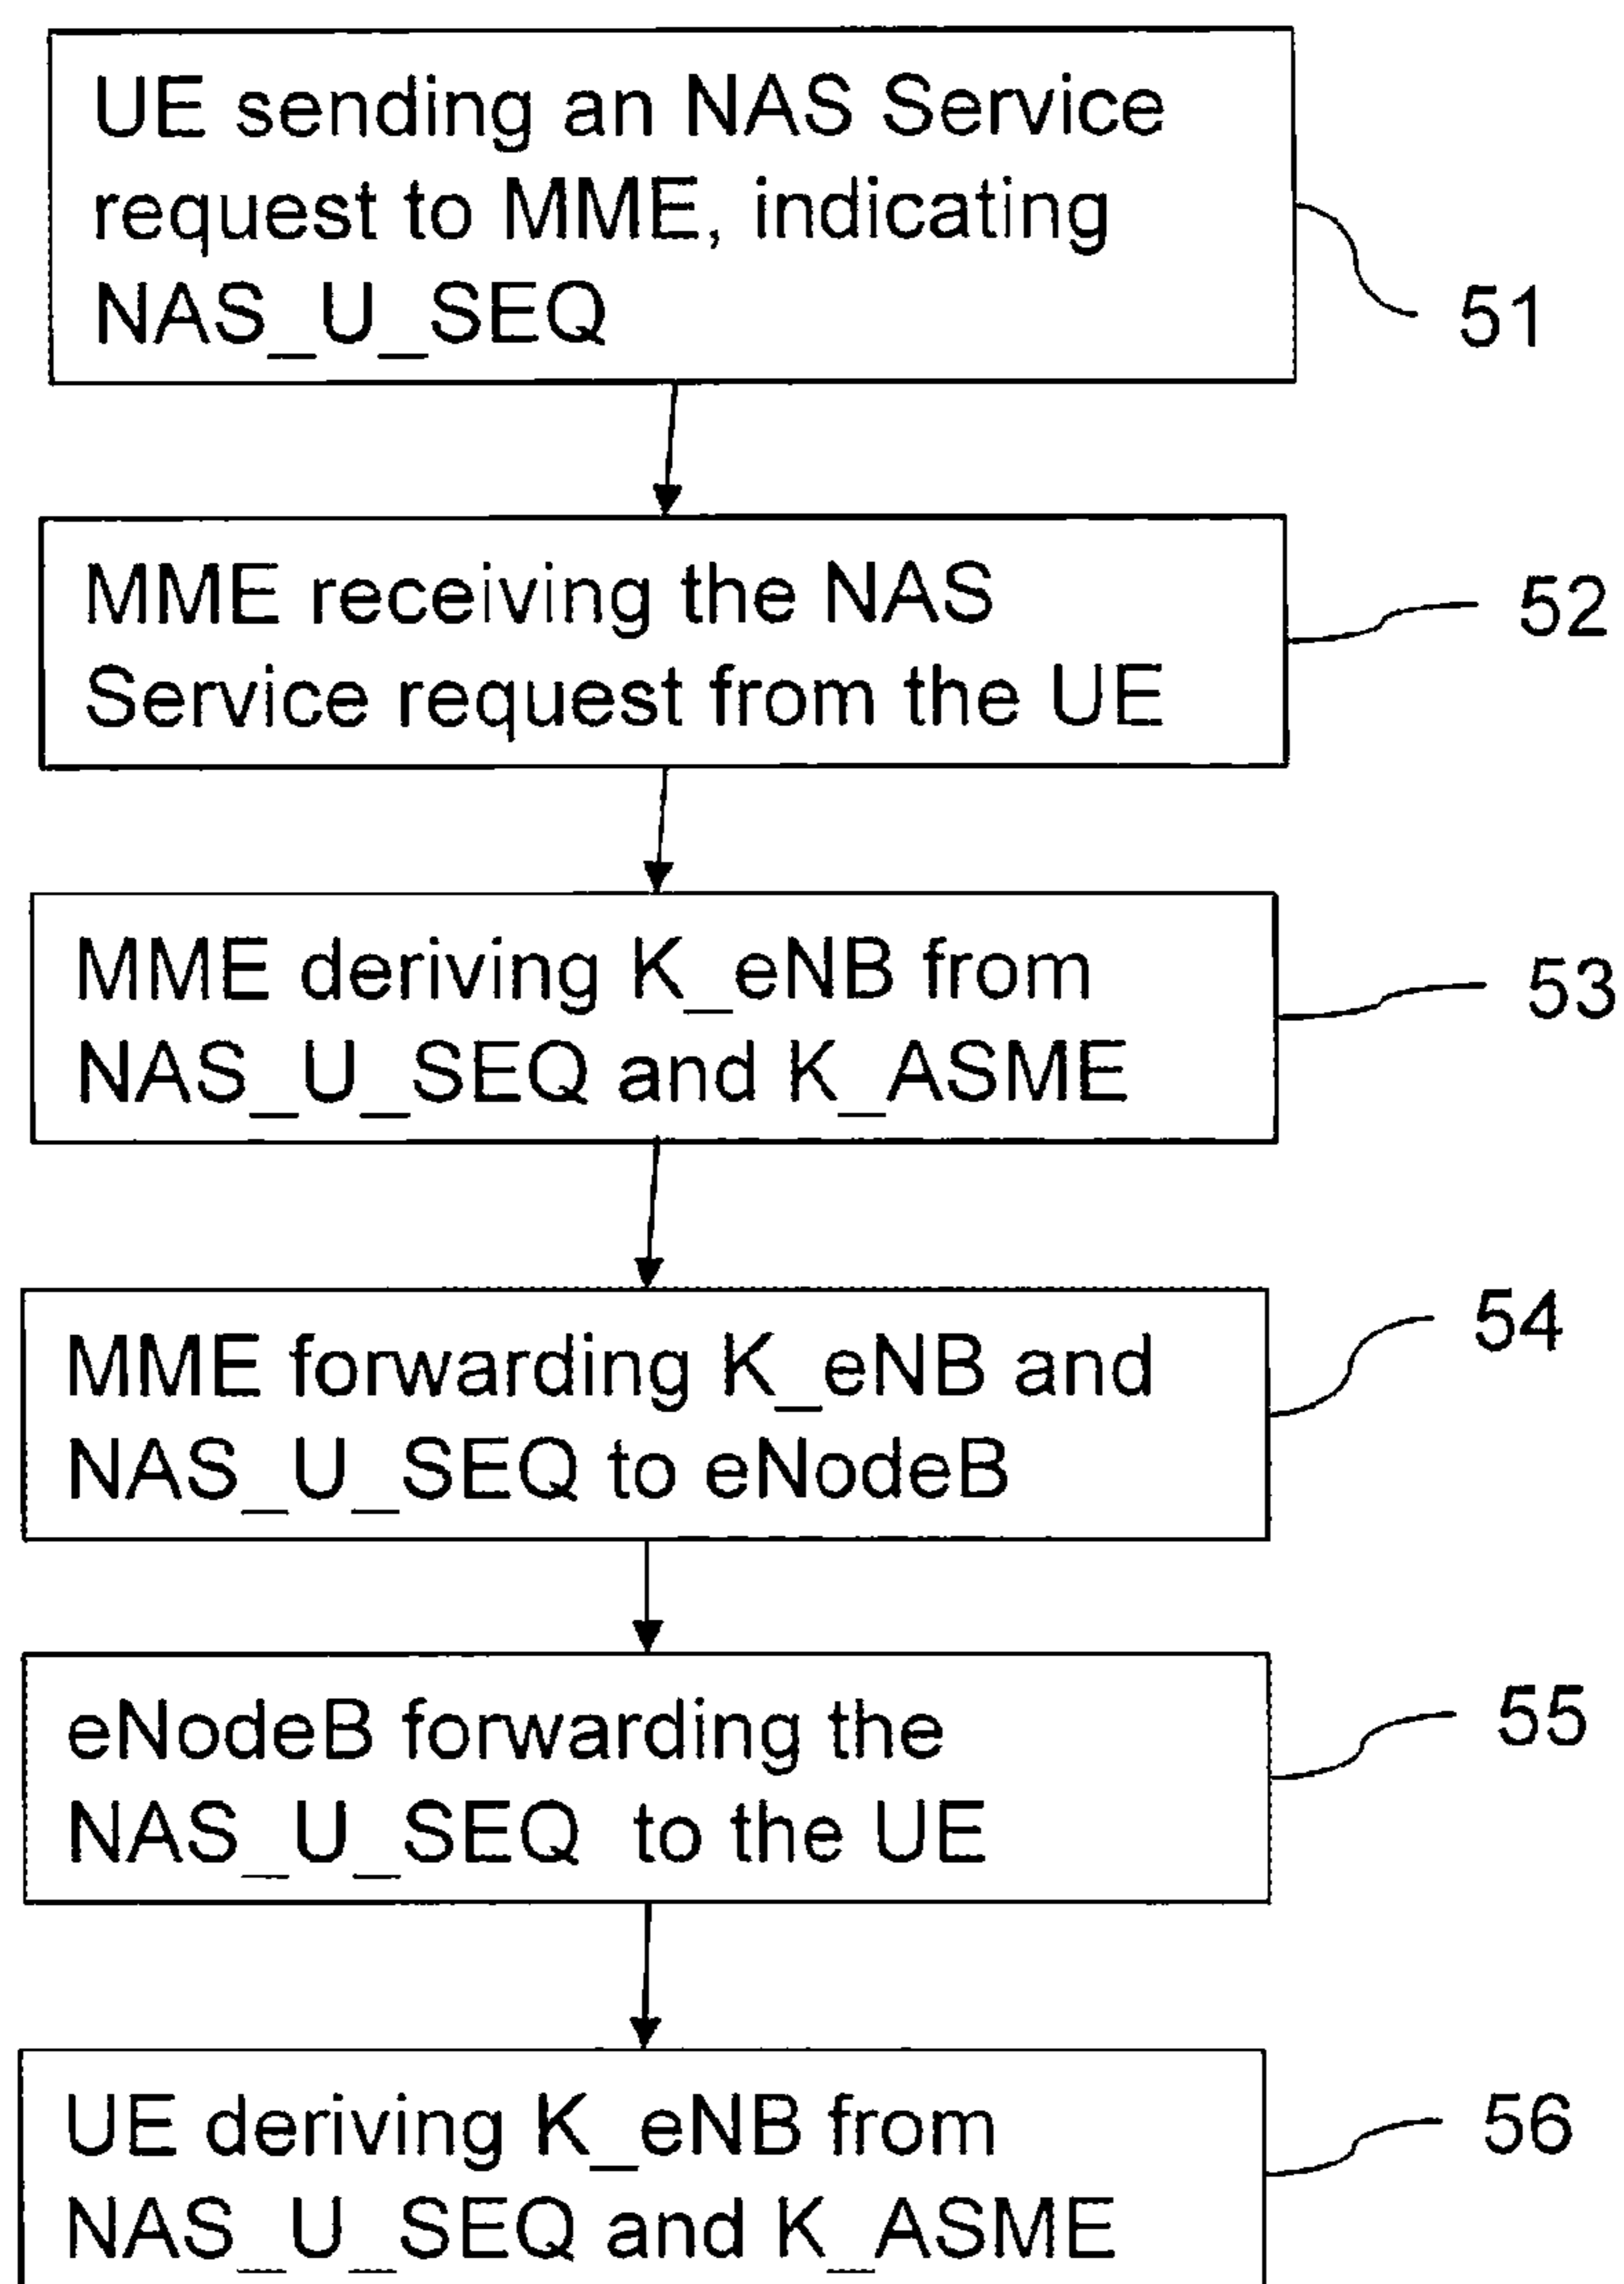 UE sending an NAS Service
request to MME, indicating
NAS_U_SEQ
51
MME receiving the NAS
Service request from the UE
52
MME deriving K_eNB from
NAS_U_SEQ and K_ASME
53
MME forwarding K_eNB and
NAS_U_SEQ to eNodeB
54
eNodeB forwarding the
NAS_U_SEQ to the UE
55
UE deriving K_eNB from
NAS_U_SEQ and K_ASME
56